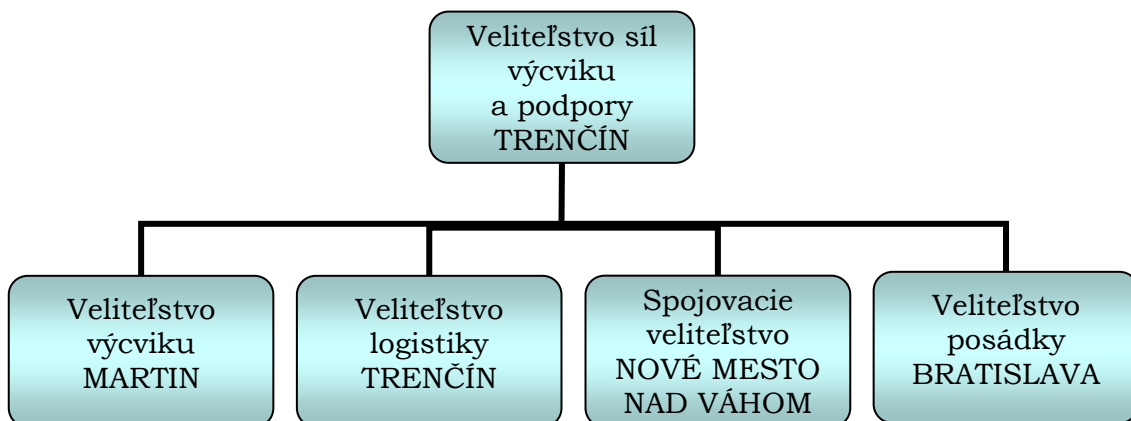 Veliteľstvo síl
výcviku
a podpory
TRENČÍN
Veliteľstvo
výcviku
MARTIN
Veliteľstvo
logistiky
TRENČÍN
Spojovacie
veliteľstvo
NOVÉ MESTO
NAD VÁHOM
Veliteľstvo
posádky
BRATISLAVA